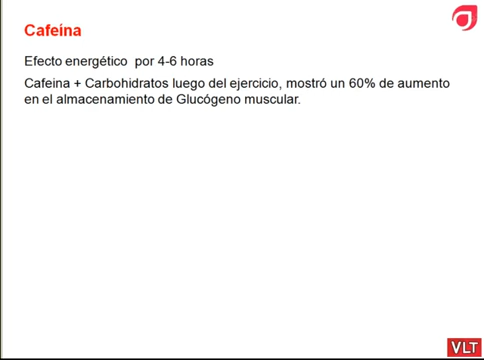 Cafeína
Efecto energético por 4-6 horas
Cafeina + Carbohidratos luego del ejercicio, mostró un 60% de aumento
en el almacenamiento de Glucógeno muscular.
VLT